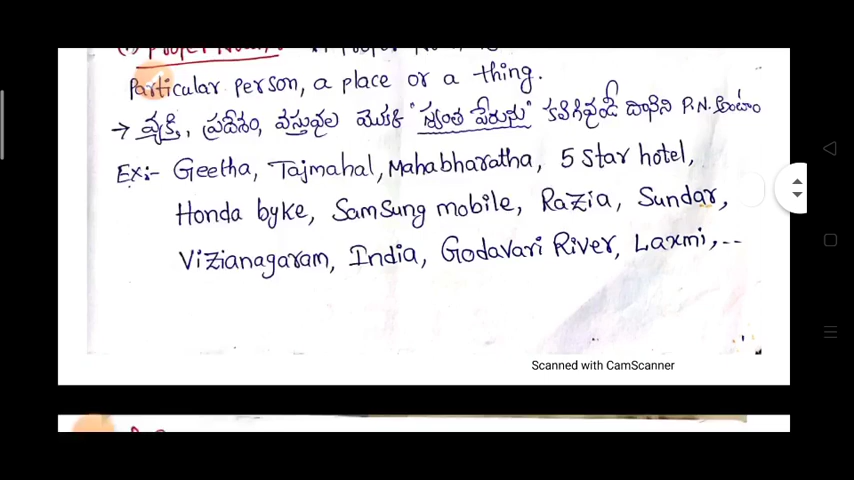 Particular person, a place or a thing.
→ వ్యక్తి, ప్రదేశం, వస్తువుల యొక్క "స్వంత పేరును" కలిగివుండే దానిని P.N. అంటాం
Ex:- Geetha, Tajmahal, Mahabharatha, 5 Star hotel,
Honda byke, SamSung mobile, Razia, Sundar,
Vizianagaram, India, Godavari River, Laxmi,--
Scanned with CamScanner